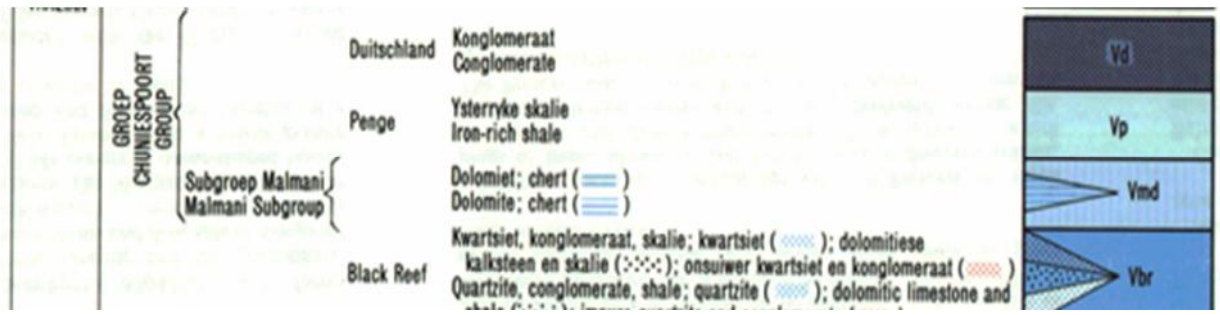 Duitschland
Konglomeraat
Conglomerate
Vd
GROEP
CHUNIESPOORT
GROUP
Penge
Ysterryke skalie
Iron-rich shale
Vp
Subgroep Malmani
Malmani Subgroup
Dolomiet; chert ( )
Dolomite; chert ( )
Vmd
Black Reef
Kwartsiet, konglomeraat, skalie; kwartsiet ( ); dolomitiese
kalksteen en skalie ( ); onsuiwer kwartsiet en konglomeraat ( )
Quartzite, conglomerate, shale; quartzite ( ); dolomitic limestone and
Vbr